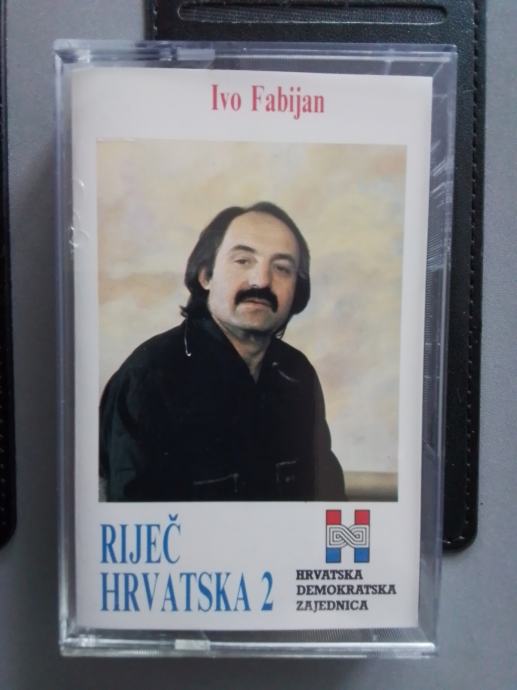 Ivo Fabijan
RIJEČ
HRVATSKA 2
HRVATSKA
DEMOKRATSKA
ZAJEDNICA